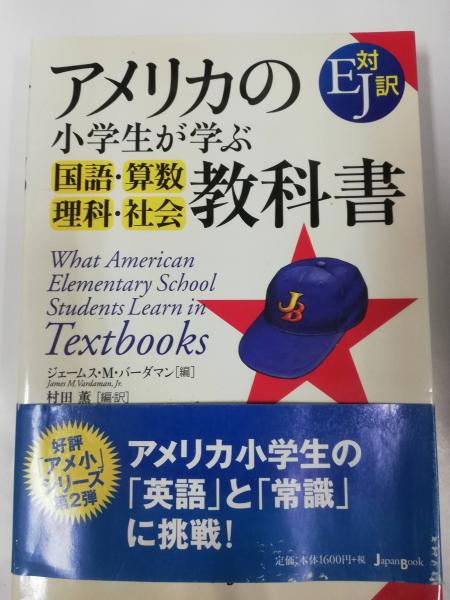 アメリカの
小学生が学ぶ
国語・算数
理科・社会
教科書
EJ
対訳
What American
Elementary School
Students Learn in
Textbooks
JB
ジェームス・M・バーダマン[編]
James M. Vardaman, Jr.
村田 薫[編・訳]
好評
「アメ小」
シリーズ
第2弾
アメリカ小学生の
「英語」と「常識」
に挑戦!
定価:本体1600円+税
JapanBook